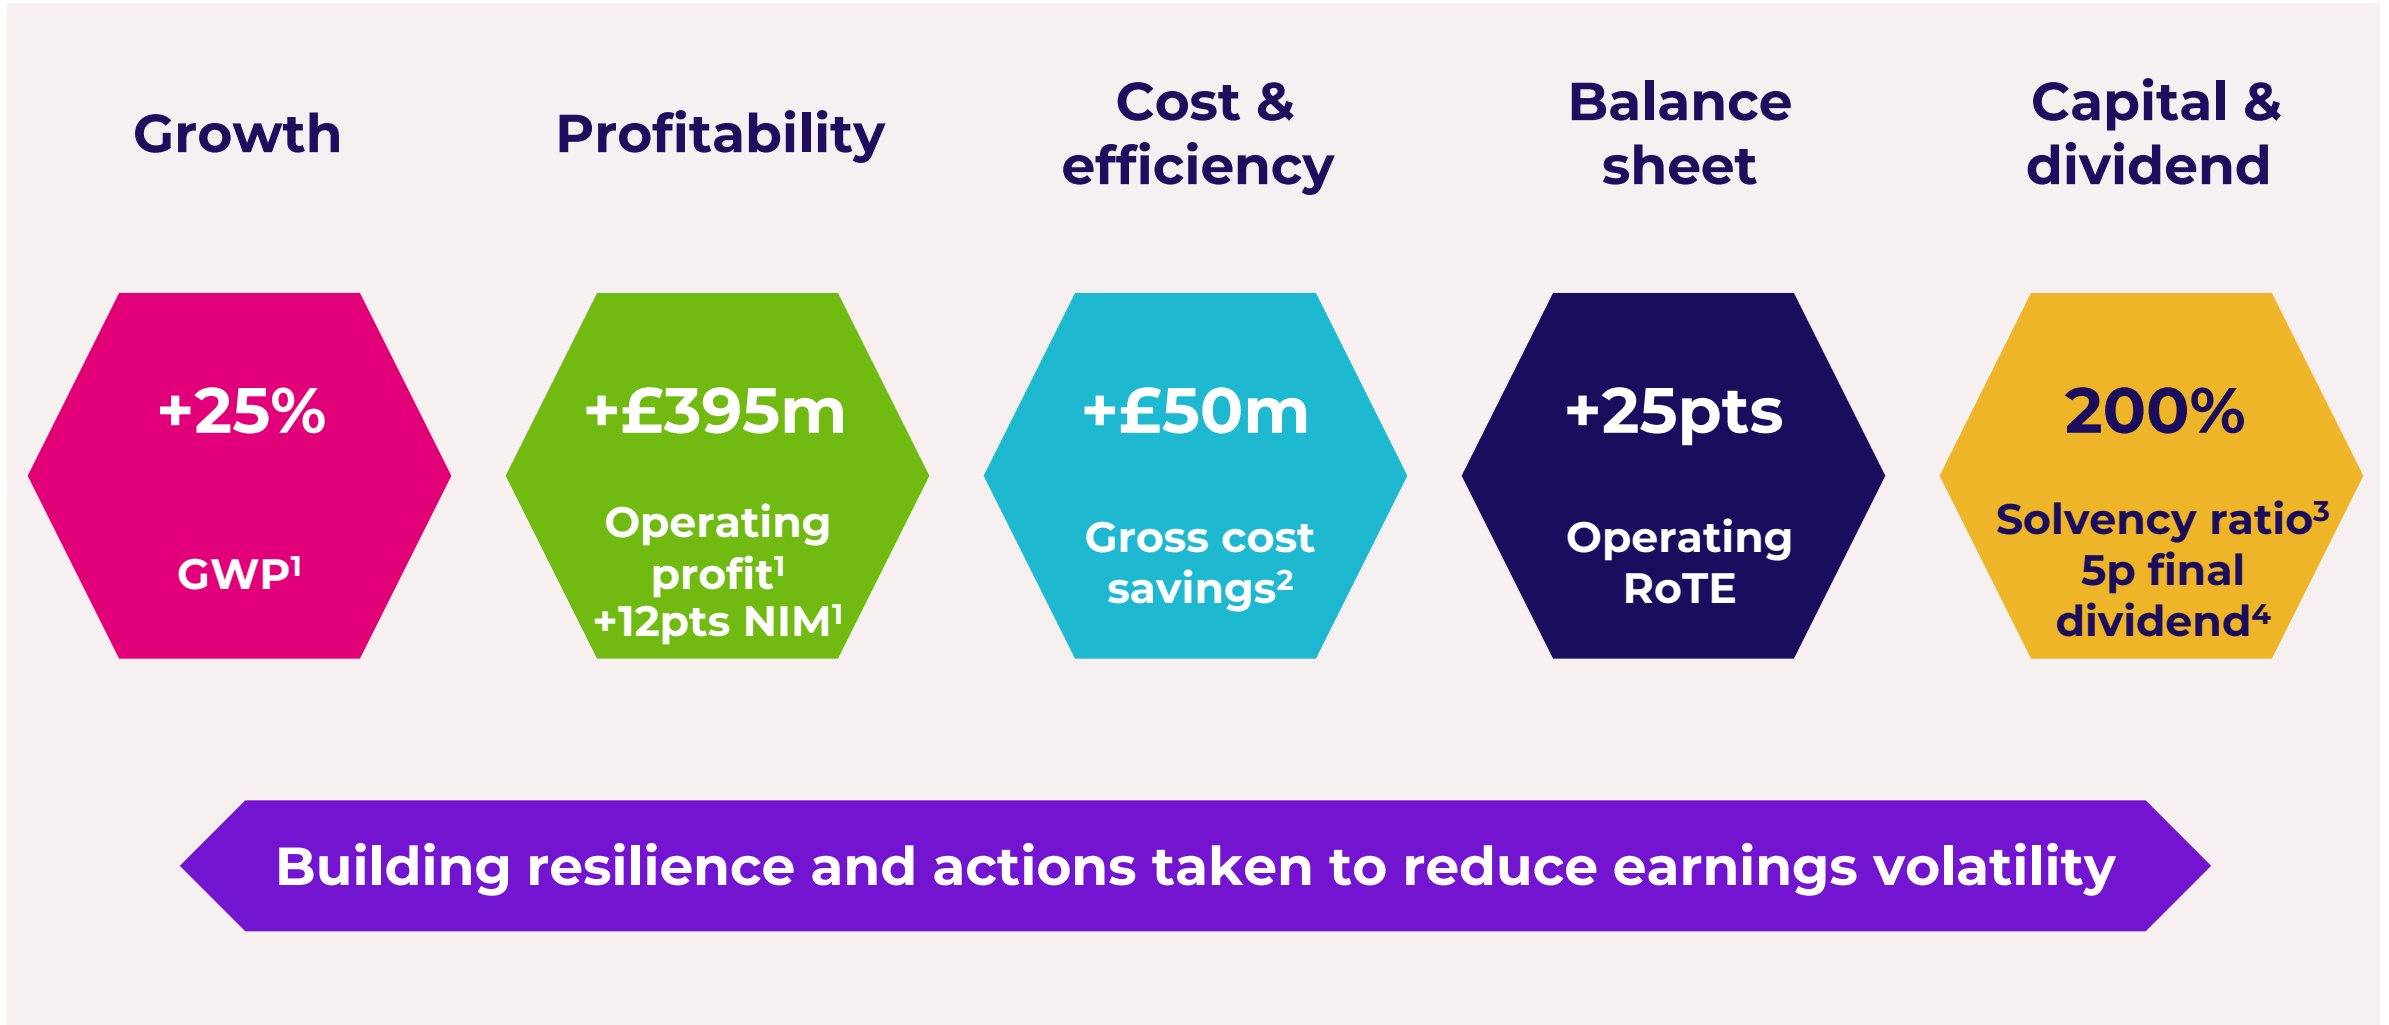 Growth
+25%
GWP¹
Profitability
+£395m
Operating
profit¹
+12pts NIM¹
Cost &
efficiency
+£50m
Gross cost
savings²
Balance
sheet
+25pts
Operating
RoTE
Capital &
dividend
200%
Solvency ratio³
5p final
dividend⁴
Building resilience and actions taken to reduce earnings volatility